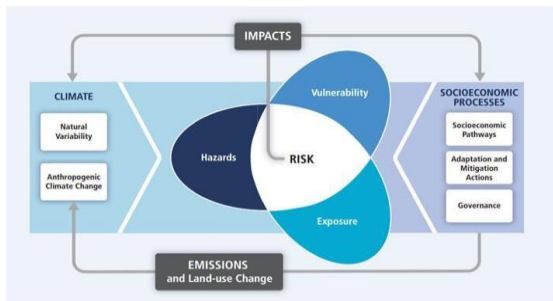 IMPACTS
CLIMATE
Natural
Variability
Anthropogenic
Climate Change
Hazards
Vulnerability
RISK
Exposure
SOCIOECONOMIC
PROCESSES
Socioeconomic
Pathways
Adaptation and
Mitigation
Actions
Governance
EMISSIONS
and Land-use Change